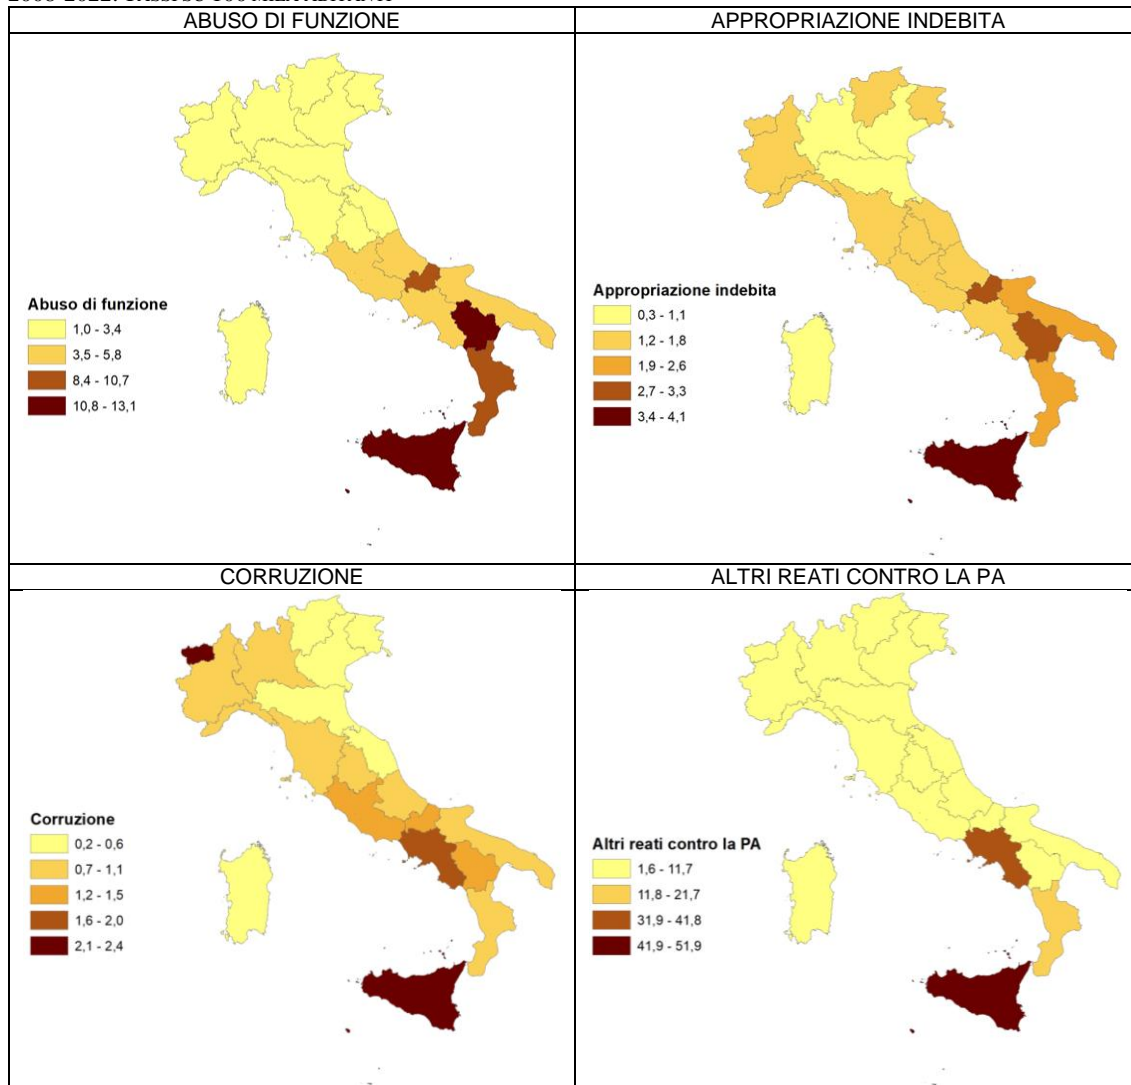 ABUSO DI FUNZIONE
APPROPRIAZIONE INDEBITA
Abuso di funzione
1,0 - 3,4
3,5 - 5,8
8,4 - 10,7
10,8 - 13,1
Appropriazione indebita
0,3 - 1,1
1,2 - 1,8
1,9 - 2,6
2,7 - 3,3
3,4 - 4,1
CORRUZIONE
ALTRI REATI CONTRO LA PA
Corruzione
0,2 - 0,6
0,7 - 1,1
1,2 - 1,5
1,6 - 2,0
2,1 - 2,4
Altri reati contro la PA
1,6 - 11,7
11,8 - 21,7
31,9 - 41,8
41,9 - 51,9